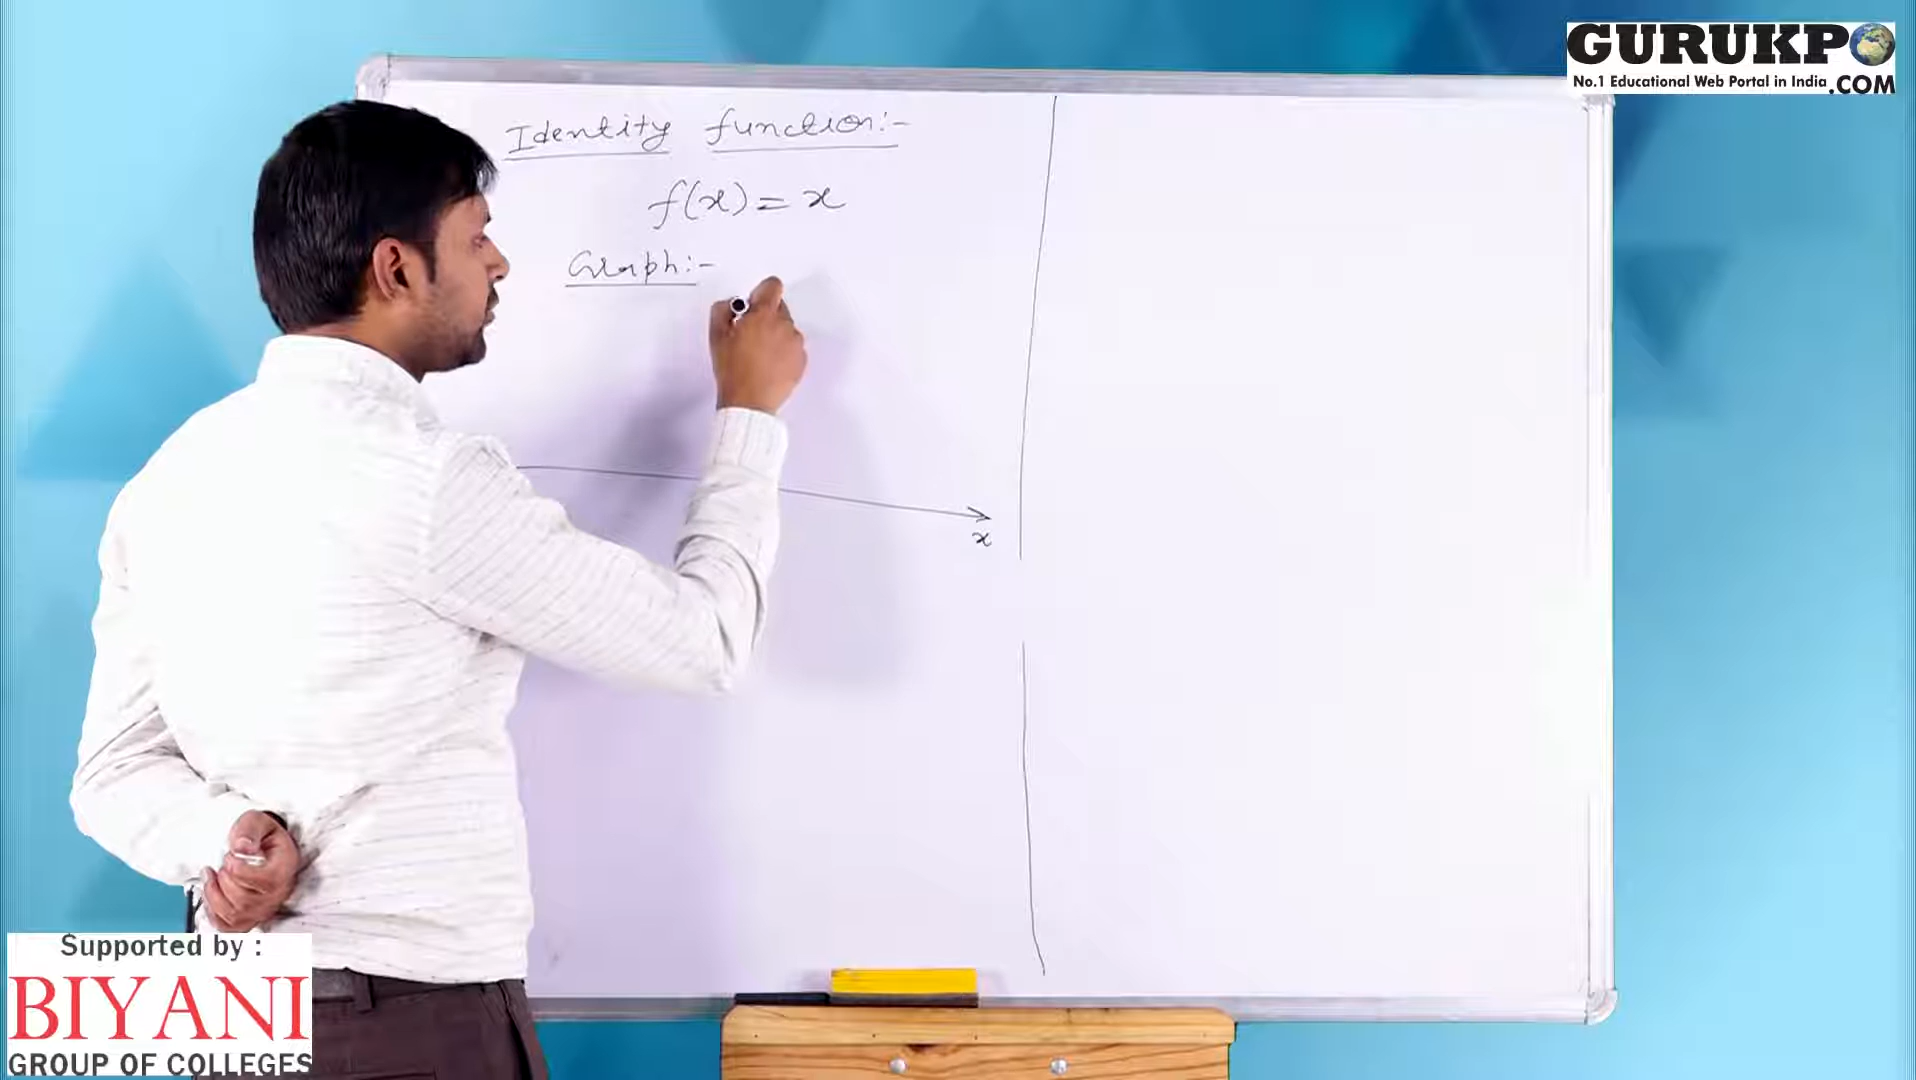 GURUKPO
No.1 Educational Web Portal in India .COM
Identity function:-
f(x) = x
Graph:-
x
Supported by :
BIYANI
GROUP OF COLLEGES